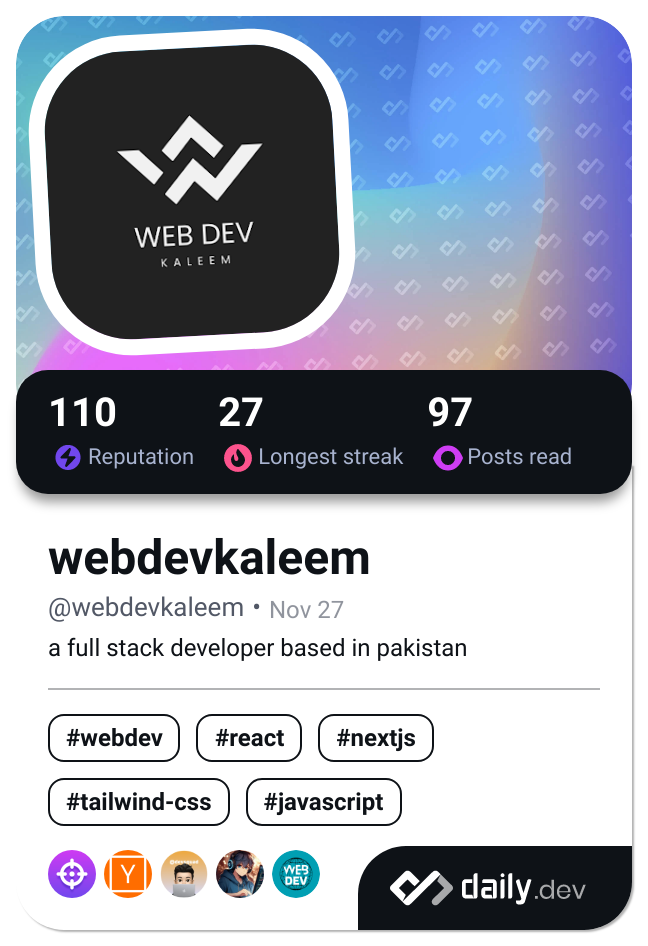 WEB DEV
KALEEM
110 27 97
Reputation Longest streak Posts read
webdevkaleem
@webdevkaleem • Nov 27
a full stack developer based in pakistan
#webdev #react #nextjs
#tailwind-css #javascript
Y
WEB
DEV
daily.dev